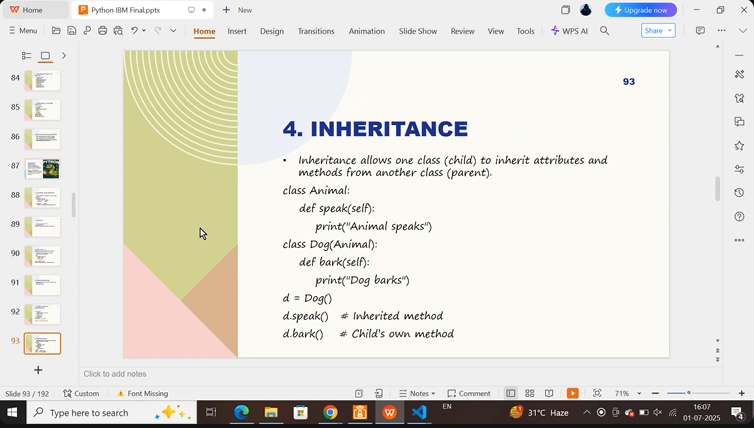 Home
Python IBM Final.pptx
New
Upgrade now
Menu
Home
Insert
Design
Transitions
Animation
Slide Show
Review
View
Tools
WPS AI
Share
84
85
86
87
88
89
90
91
92
93
93
4. INHERITANCE
• Inheritance allows one class (child) to inherit attributes and
methods from another class (parent).
class Animal:
def speak(self):
print("Animal speaks")
class Dog(Animal):
def bark(self):
print("Dog barks")
d = Dog()
d.speak() # Inherited method
d.bark() # Child's own method
Click to add notes
Slide 93 / 192
Custom
Font Missing
Notes
Comment
71%
Type here to search
EN
31°C Haze
16:07
01-07-2025